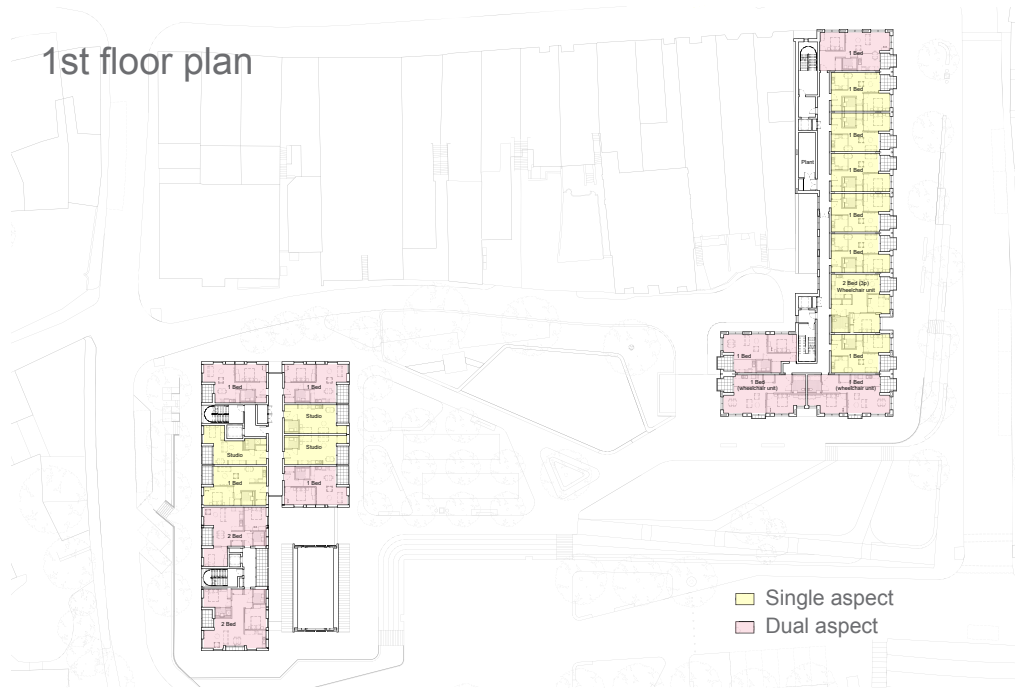 1st floor plan
1 Bed
1 Bed
1 Bed
1 Bed
Plant
1 Bed
1 Bed
2 Bed (3p)
Wheelchair unit
1 Bed
1 Bed
1 Bed
(wheelchair unit)
1 Bed
(wheelchair unit)
1 Bed
1 Bed
Studio
Studio
Studio
1 Bed
1 Bed
2 Bed
2 Bed
Single aspect
Dual aspect